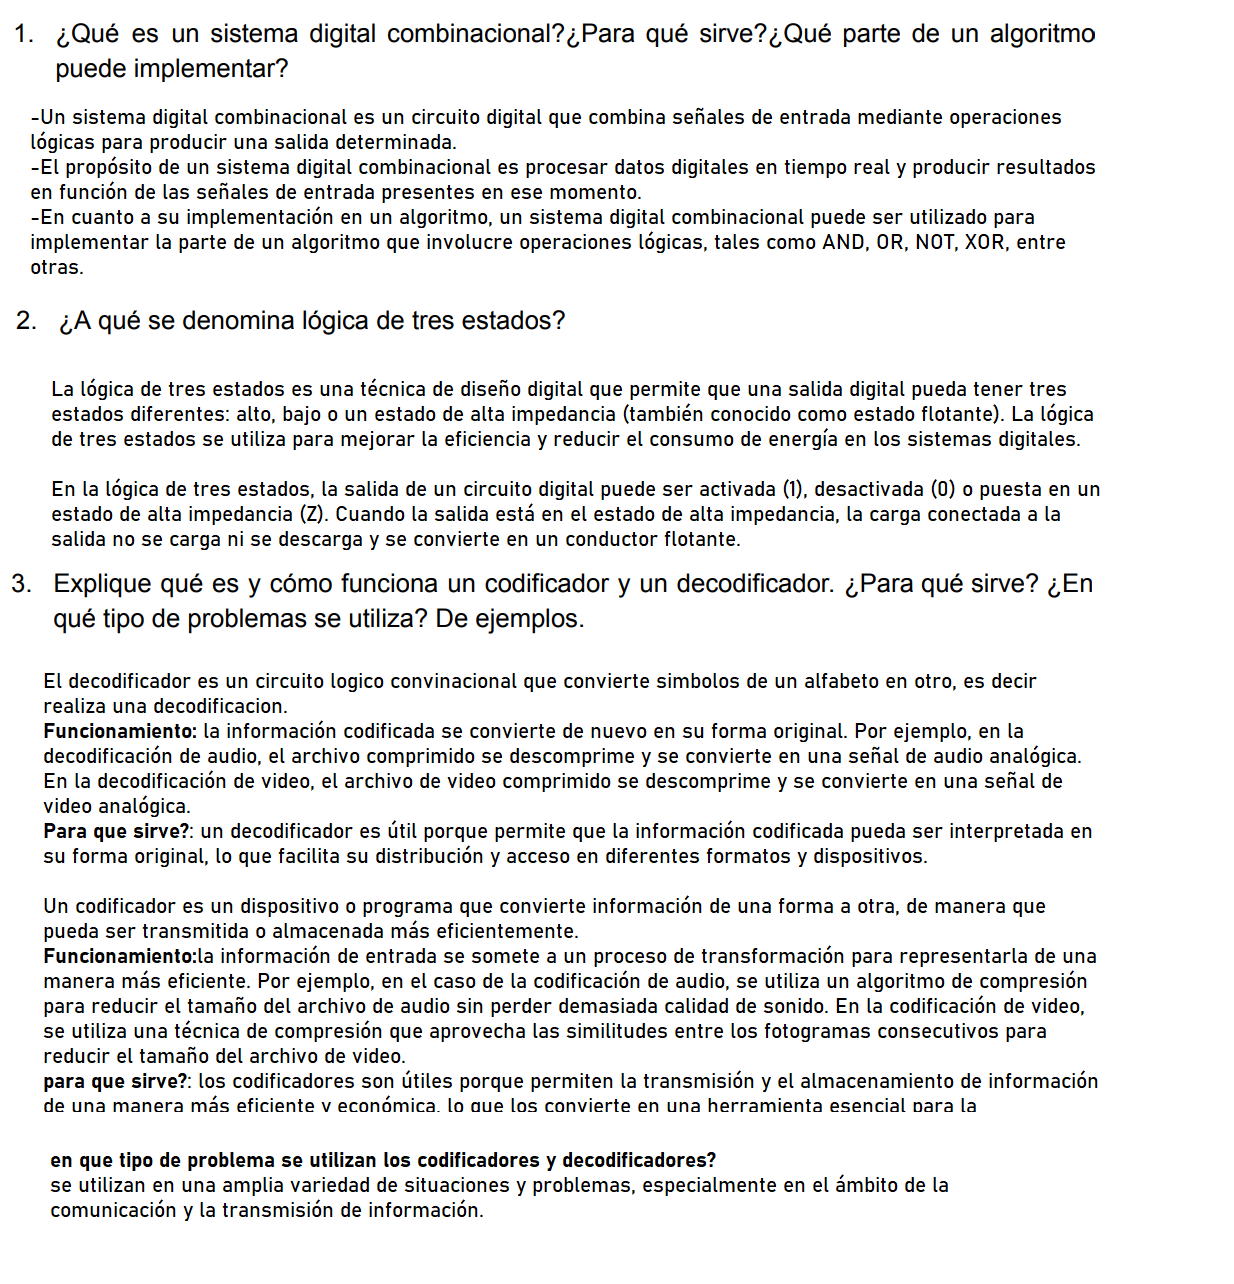 1. ¿Qué es un sistema digital combinacional?¿Para qué sirve?¿Qué parte de un algoritmo
puede implementar?
-Un sistema digital combinacional es un circuito digital que combina señales de entrada mediante operaciones
lógicas para producir una salida determinada.
-El propósito de un sistema digital combinacional es procesar datos digitales en tiempo real y producir resultados
en función de las señales de entrada presentes en ese momento.
-En cuanto a su implementación en un algoritmo, un sistema digital combinacional puede ser utilizado para
implementar la parte de un algoritmo que involucre operaciones lógicas, tales como AND, OR, NOT, XOR, entre
otras.
2. ¿A qué se denomina lógica de tres estados?
La lógica de tres estados es una técnica de diseño digital que permite que una salida digital pueda tener tres
estados diferentes: alto, bajo o un estado de alta impedancia (también conocido como estado flotante). La lógica
de tres estados se utiliza para mejorar la eficiencia y reducir el consumo de energía en los sistemas digitales.
En la lógica de tres estados, la salida de un circuito digital puede ser activada (1), desactivada (0) o puesta en un
estado de alta impedancia (Z). Cuando la salida está en el estado de alta impedancia, la carga conectada a la
salida no se carga ni se descarga y se convierte en un conductor flotante.
3. Explique qué es y cómo funciona un codificador y un decodificador. ¿Para qué sirve? ¿En
qué tipo de problemas se utiliza? De ejemplos.
El decodificador es un circuito logico convinacional que convierte simbolos de un alfabeto en otro, es decir
realiza una decodificacion.
Funcionamiento: la información codificada se convierte de nuevo en su forma original. Por ejemplo, en la
decodificación de audio, el archivo comprimido se descomprime y se convierte en una señal de audio analógica.
En la decodificación de video, el archivo de video comprimido se descomprime y se convierte en una señal de
video analógica.
Para que sirve?: un decodificador es útil porque permite que la información codificada pueda ser interpretada en
su forma original, lo que facilita su distribución y acceso en diferentes formatos y dispositivos.
Un codificador es un dispositivo o programa que convierte información de una forma a otra, de manera que
pueda ser transmitida o almacenada más eficientemente.
Funcionamiento:la información de entrada se somete a un proceso de transformación para representarla de una
manera más eficiente. Por ejemplo, en el caso de la codificación de audio, se utiliza un algoritmo de compresión
para reducir el tamaño del archivo de audio sin perder demasiada calidad de sonido. En la codificación de video,
se utiliza una técnica de compresión que aprovecha las similitudes entre los fotogramas consecutivos para
reducir el tamaño del archivo de video.
para que sirve?: los codificadores son útiles porque permiten la transmisión y el almacenamiento de información
de una manera más eficiente y económica, lo que los convierte en una herramienta esencial para la
en que tipo de problema se utilizan los codificadores y decodificadores?
se utilizan en una amplia variedad de situaciones y problemas, especialmente en el ámbito de la
comunicación y la transmisión de información.